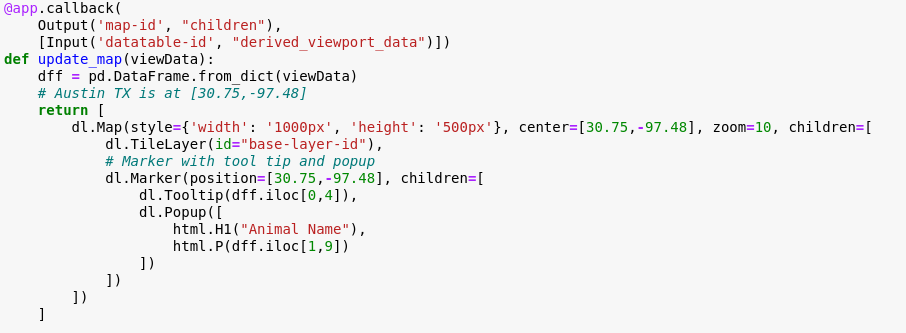 @app.callback(
    Output('map-id', "children"),
    [Input('datatable-id', "derived_viewport_data")])
def update_map(viewData):
    dff = pd.DataFrame.from_dict(viewData)
    # Austin TX is at [30.75,-97.48]
    return [
        dl.Map(style={'width': '1000px', 'height': '500px'}, center=[30.75,-97.48], zoom=10, children=[
            dl.TileLayer(id="base-layer-id"),
            # Marker with tool tip and popup
            dl.Marker(position=[30.75,-97.48], children=[
                dl.Tooltip(dff.iloc[0,4]),
                dl.Popup([
                    html.H1("Animal Name"),
                    html.P(dff.iloc[1,9])
                ])
            ])
        ])
    ]